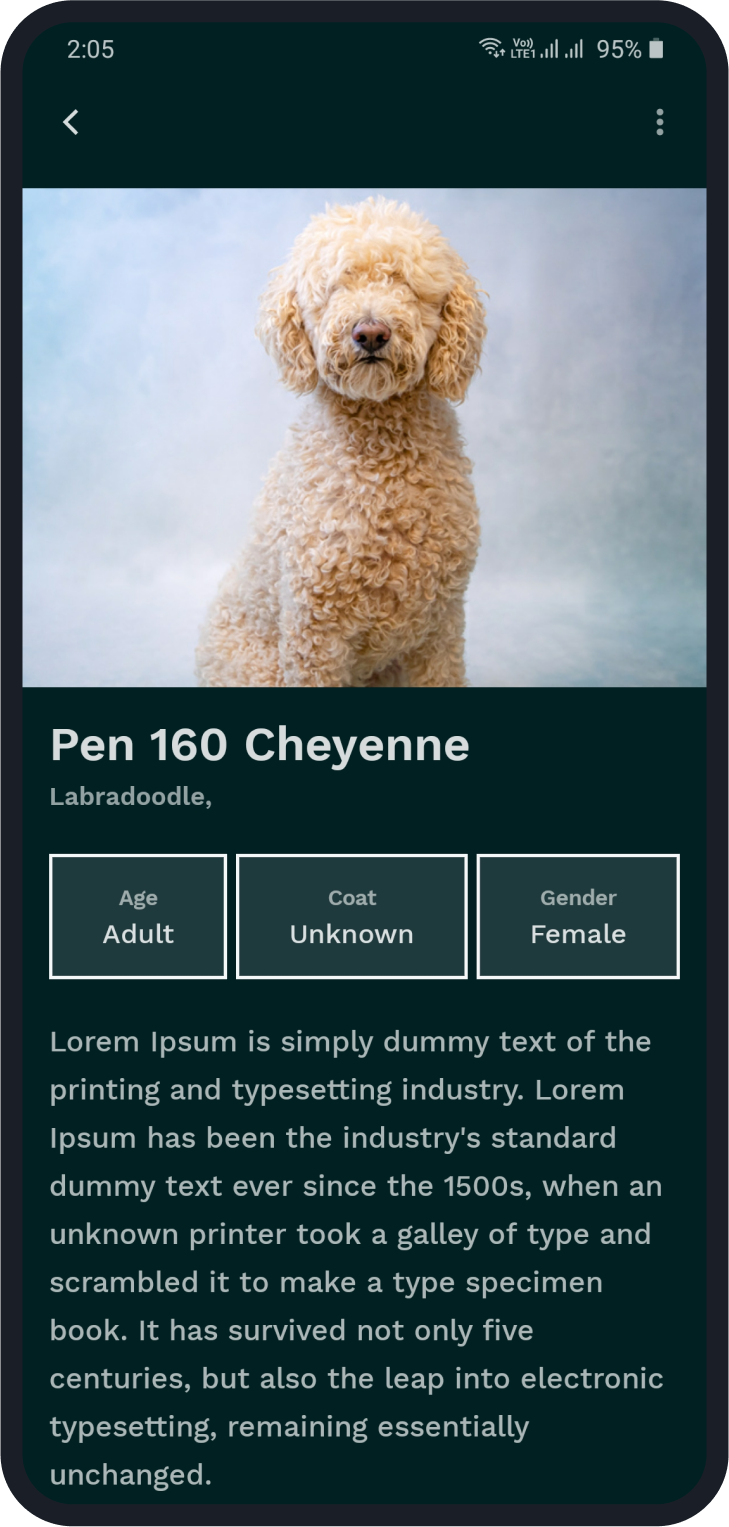 2:05
Vo))
LTE1
95%
Pen 160 Cheyenne
Labradoodle,
Age
Adult
Coat
Unknown
Gender
Female
Lorem Ipsum is simply dummy text of the
printing and typesetting industry. Lorem
Ipsum has been the industry's standard
dummy text ever since the 1500s, when an
unknown printer took a galley of type and
scrambled it to make a type specimen
book. It has survived not only five
centuries, but also the leap into electronic
typesetting, remaining essentially
unchanged.